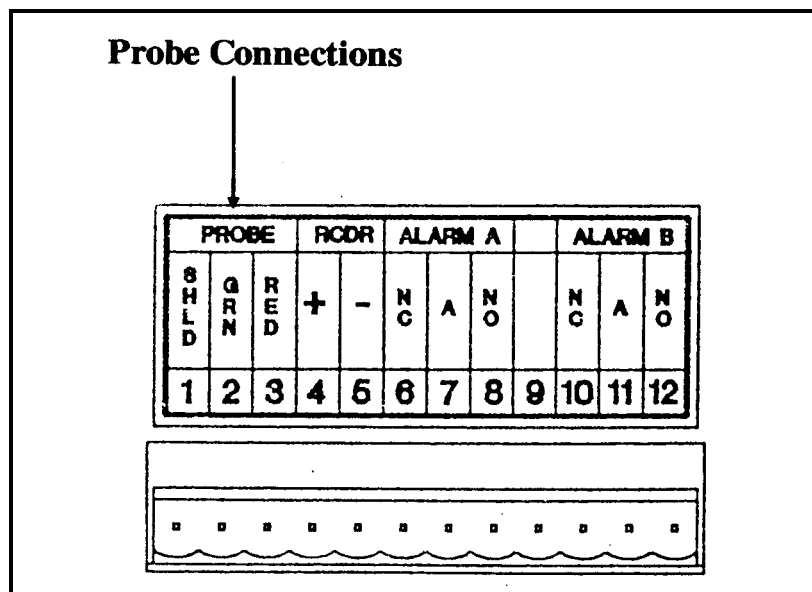 Probe Connections
PROBE RCDR ALARM A ALARM B
SHLD GRN RED + - NC A NO NC A NO
1 2 3 4 5 6 7 8 9 10 11 12